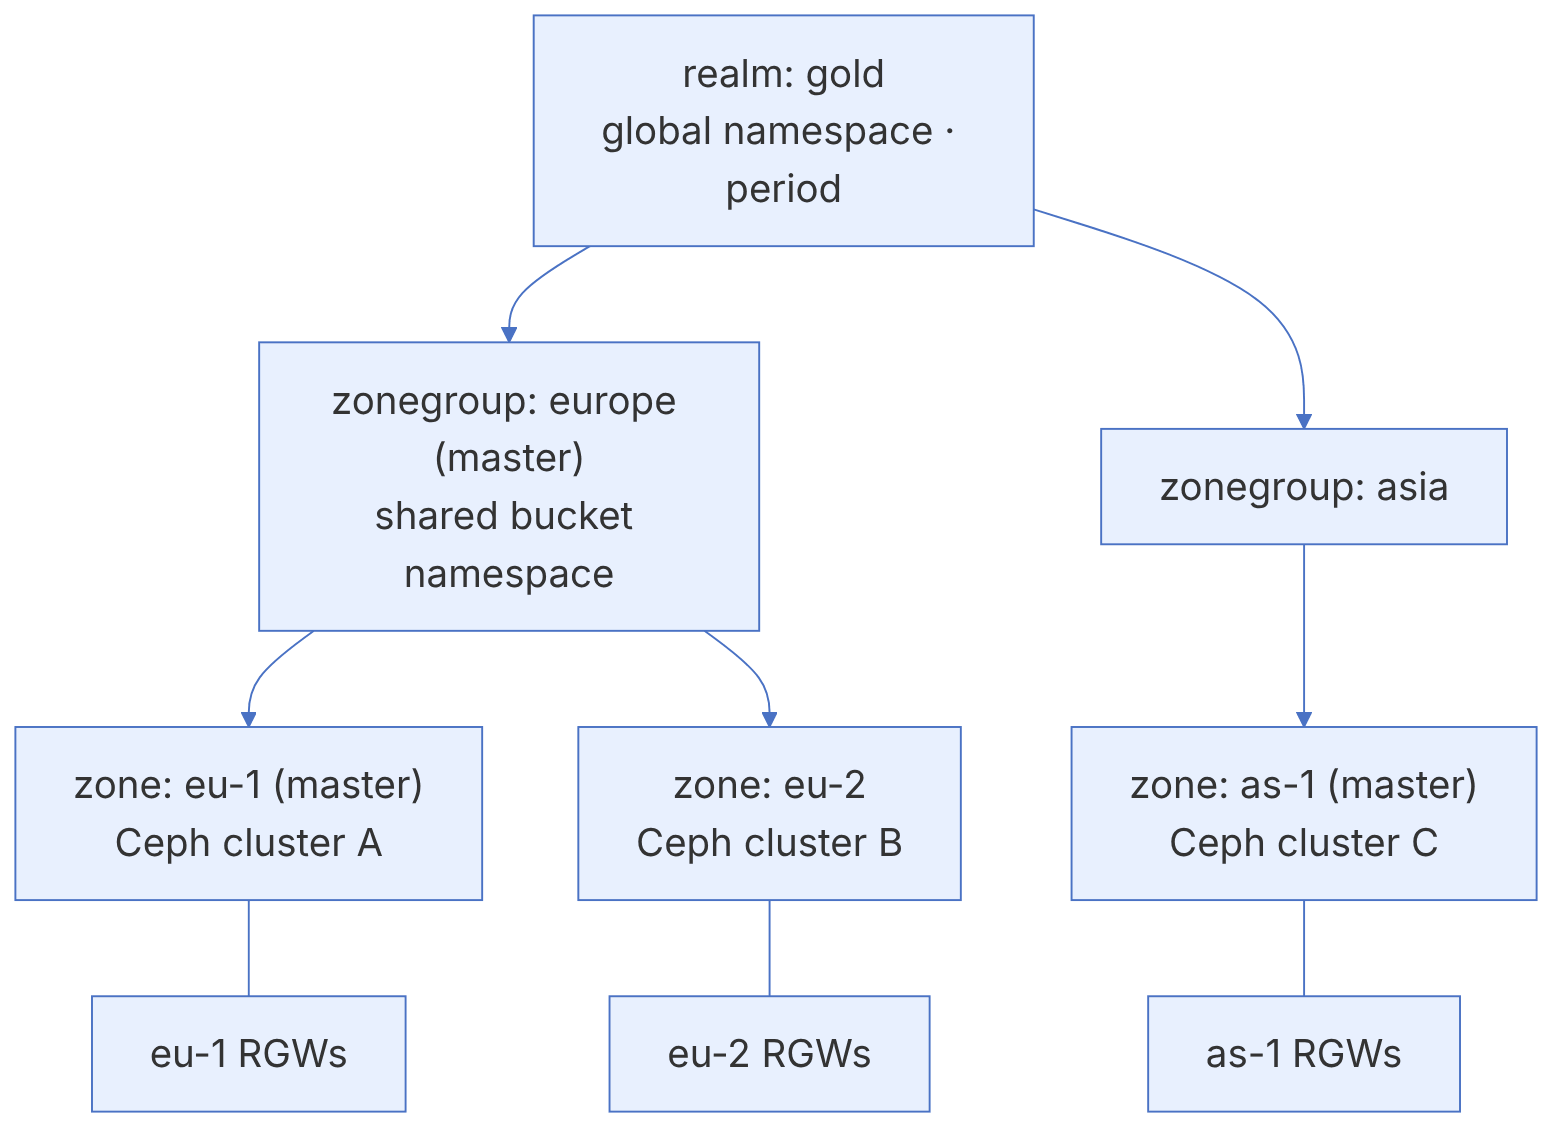 realm: gold
global namespace ·
period
zonegroup: europe
(master)
shared bucket
namespace
zonegroup: asia
zone: eu-1 (master)
Ceph cluster A
zone: eu-2
Ceph cluster B
zone: as-1 (master)
Ceph cluster C
eu-1 RGWs
eu-2 RGWs
as-1 RGWs